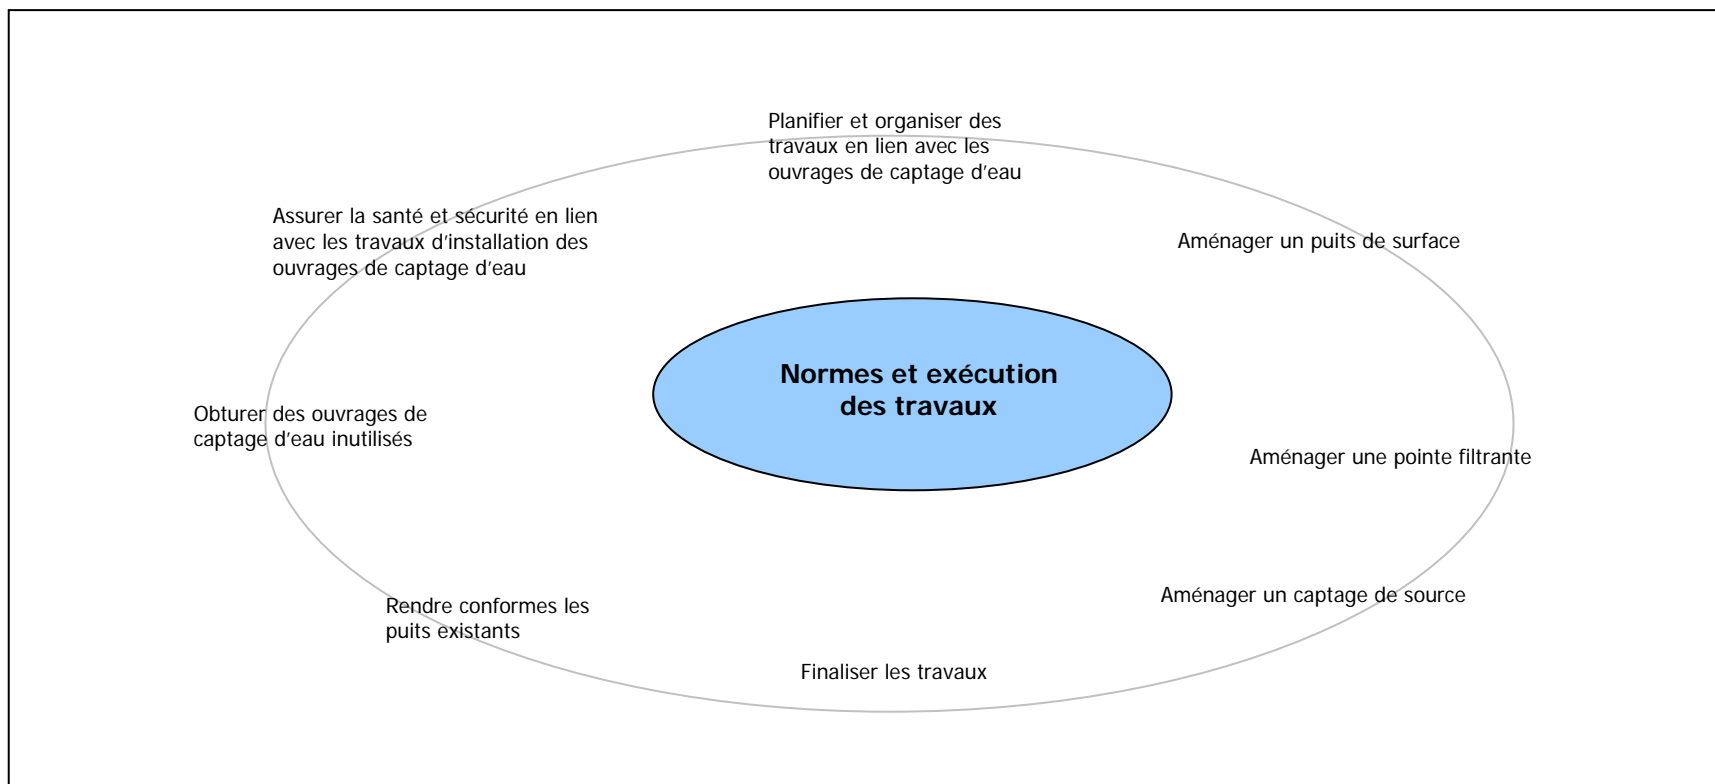 Planifier et organiser des
travaux en lien avec les
ouvrages de captage d'eau
Assurer la santé et sécurité en lien
avec les travaux d'installation des
ouvrages de captage d'eau
Aménager un puits de surface
Normes et exécution
des travaux
Obturer des ouvrages de
captage d'eau inutilisés
Aménager une pointe filtrante
Rendre conformes les
puits existants
Aménager un captage de source
Finaliser les travaux